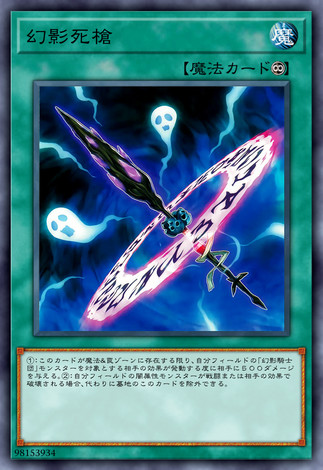 幻影死槍
魔
【魔法カード♾】
①:このカードが魔法&罠ゾーンに存在する限り、自分フィールドの「幻影騎士
団」モンスターを対象とする相手の効果が発動する度に相手に500ダメージ
を与える。②:自分フィールドの闇属性モンスターが戦闘または相手の効果で
破壊される場合、代わりに墓地のこのカードを除外できる。
98153934